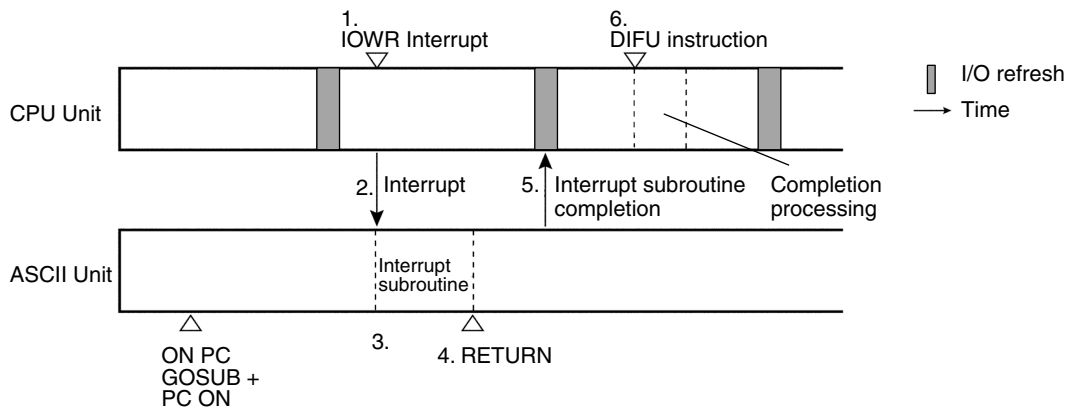 1.
IOWR Interrupt
6.
DIFU instruction
I/O refresh
Time
CPU Unit
2. Interrupt
5. Interrupt subroutine
completion
Completion
processing
ASCII Unit
Interrupt
subroutine
3.
4. RETURN
ON PC
GOSUB +
PC ON